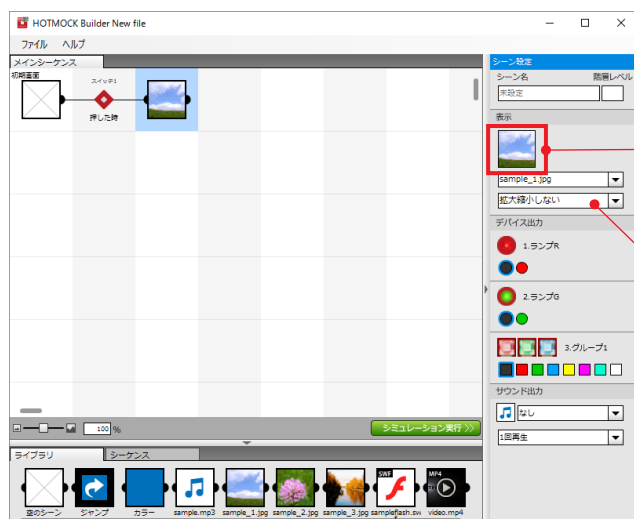 HOTMOCK Builder New file
ファイル ヘルプ
メインシーケンス
初期画面
スイッチ1
押した時
シーン設定
シーン名 階層レベル
未設定
表示
sample_1.jpg
拡大縮小しない
デバイス出力
1.ランプR
2.ランプG
3.グループ1
サウンド出力
なし
1回再生
100 %
シミュレーション実行
ライブラリ シーケンス
SWF MP4
空のシーン ジャンプ カラー sample.mp3 sample_1.jpg sample_2.jpg sample_3.jpg sampleflash.sw video.mp4